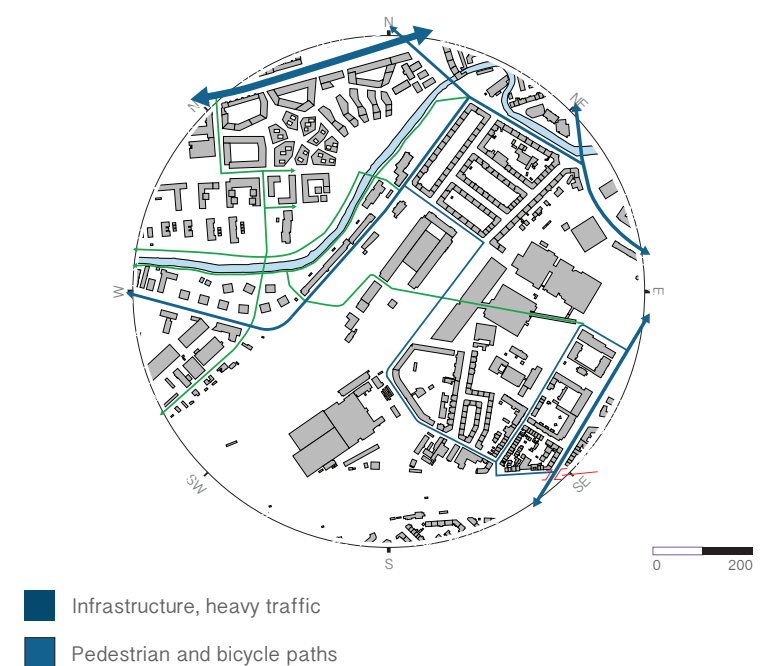 N
N
NE
W
E
SW
SE
S
0 200
Infrastructure, heavy traffic
Pedestrian and bicycle paths